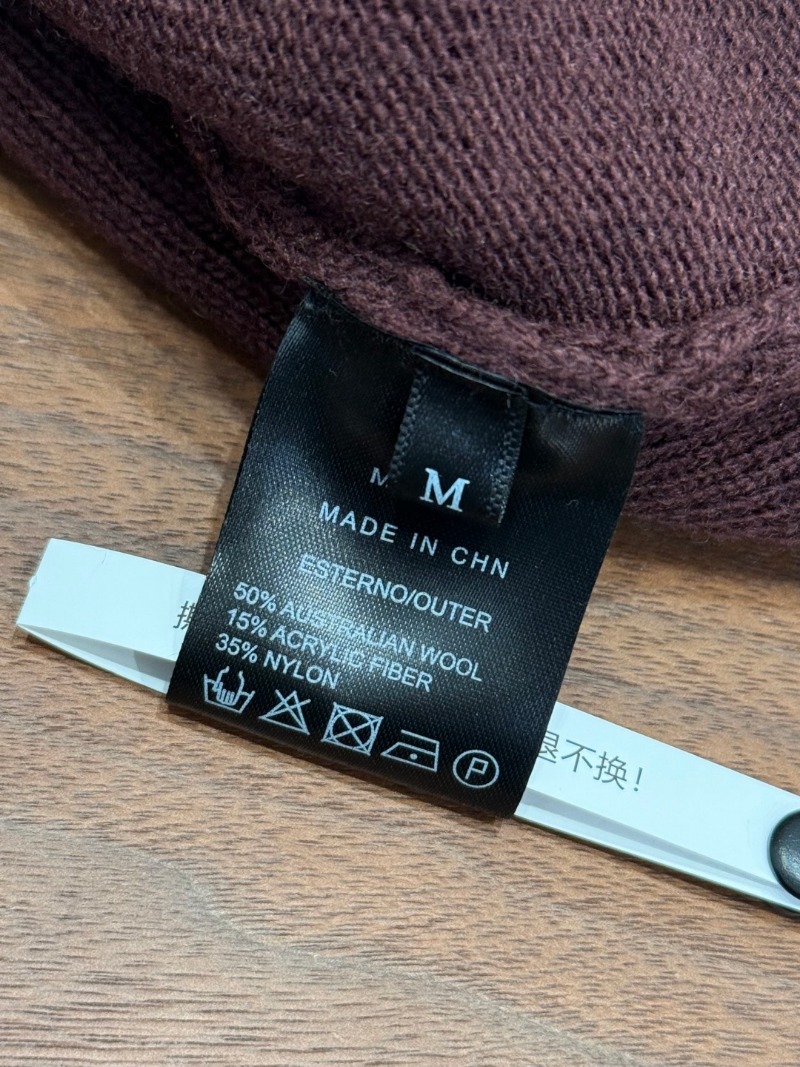 M
M
MADE IN CHN
ESTERNO/OUTER
50% AUSTRALIAN WOOL
15% ACRYLIC FIBER
35% NYLON
P
退不换!